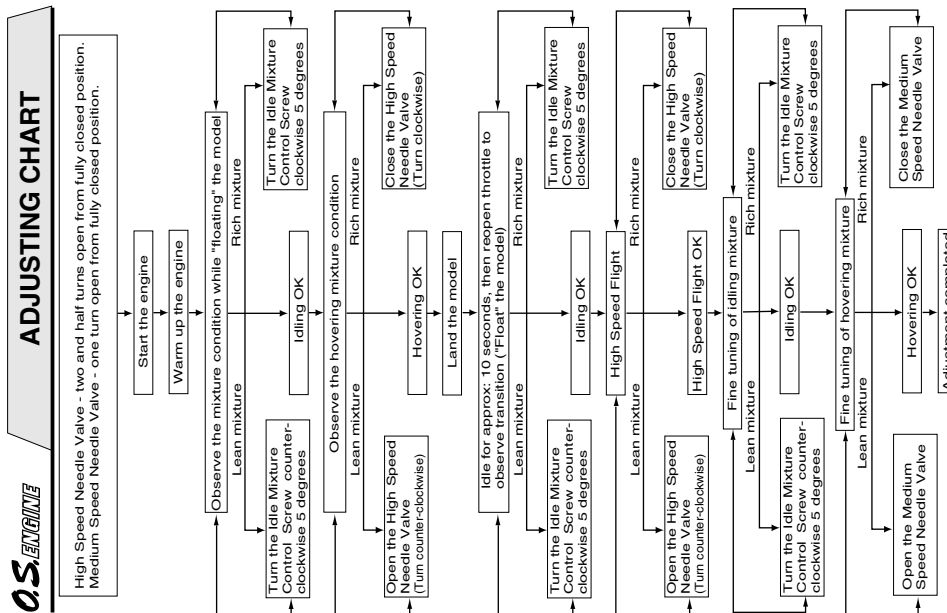 O.S. ENGINE
ADJUSTING CHART
High Speed Needle Valve - two and half turns open from fully closed position.
Medium Speed Needle Valve - one turn open from fully closed position.
Start the engine
Warm up the engine
Observe the mixture condition while "floating" the model
Lean mixture
Rich mixture
Turn the Idle Mixture
Control Screw counter-
clockwise 5 degrees
Idling OK
Turn the Idle Mixture
Control Screw
clockwise 5 degrees
Observe the hovering mixture condition
Lean mixture
Rich mixture
Open the High Speed
Needle Valve
(Turn counter-clockwise)
Hovering OK
Close the High Speed
Needle Valve
(Turn clockwise)
Land the model
Idle for approx: 10 seconds, then reopen throttle to
observe transition ("Float" the model)
Lean mixture
Rich mixture
Turn the Idle Mixture
Control Screw counter-
clockwise 5 degrees
Idling OK
Turn the Idle Mixture
Control Screw
clockwise 5 degrees
High Speed Flight
Lean mixture
Rich mixture
Open the High Speed
Needle Valve
(Turn counter-clockwise)
High Speed Flight OK
Close the High Speed
Needle Valve
(Turn clockwise)
Fine tuning of idling mixture
Lean mixture
Rich mixture
Turn the Idle Mixture
Control Screw counter-
clockwise 5 degrees
Idling OK
Turn the Idle Mixture
Control Screw
clockwise 5 degrees
Fine tuning of hovering mixture
Lean mixture
Rich mixture
Open the Medium
Speed Needle Valve
Hovering OK
Close the Medium
Speed Needle Valve
Adjustment completed